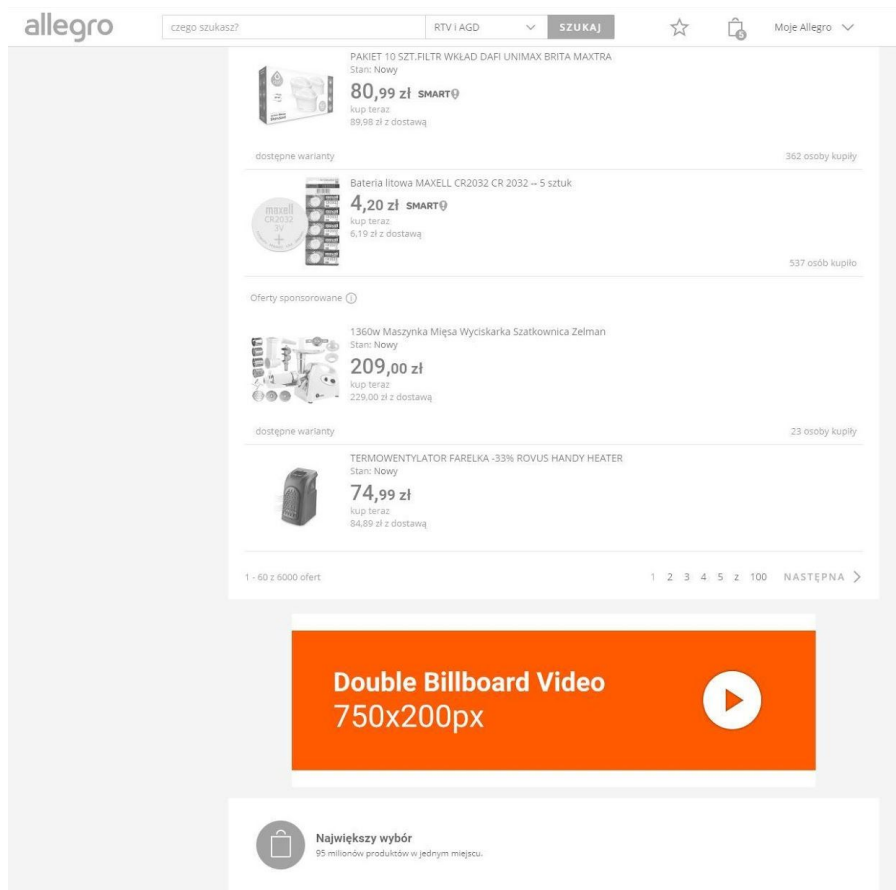 allegro
czego szukasz?
RTV i AGD
SZUKAJ
5
Moje Allegro
PAKIET 10 SZT.FILTR WKŁAD DAFI UNIMAX BRITA MAXTRA
Stan: Nowy
80,99 zł SMART
kup teraz
89,98 zł z dostawą
dostępne warianty
362 osoby kupiły
Bateria litowa MAXELL CR2032 CR 2032 -- 5 sztuk
4,20 zł SMART
kup teraz
6,19 zł z dostawą
maxell
CR2032
3V
+
537 osób kupiło
Oferty sponsorowane
1360w Maszynka Mięsa Wyciskarka Szatkownica Zelman
Stan: Nowy
209,00 zł
kup teraz
229,00 zł z dostawą
dostępne warianty
23 osoby kupiły
TERMOWENTYLATOR FARELKA -33% ROVUS HANDY HEATER
Stan: Nowy
74,99 zł
kup teraz
84,89 zł z dostawą
1 - 60 z 6000 ofert
1 2 3 4 5 z 100 NASTĘPNA
Double Billboard Video
750x200px
Największy wybór
95 milionów produktów w jednym miejscu.